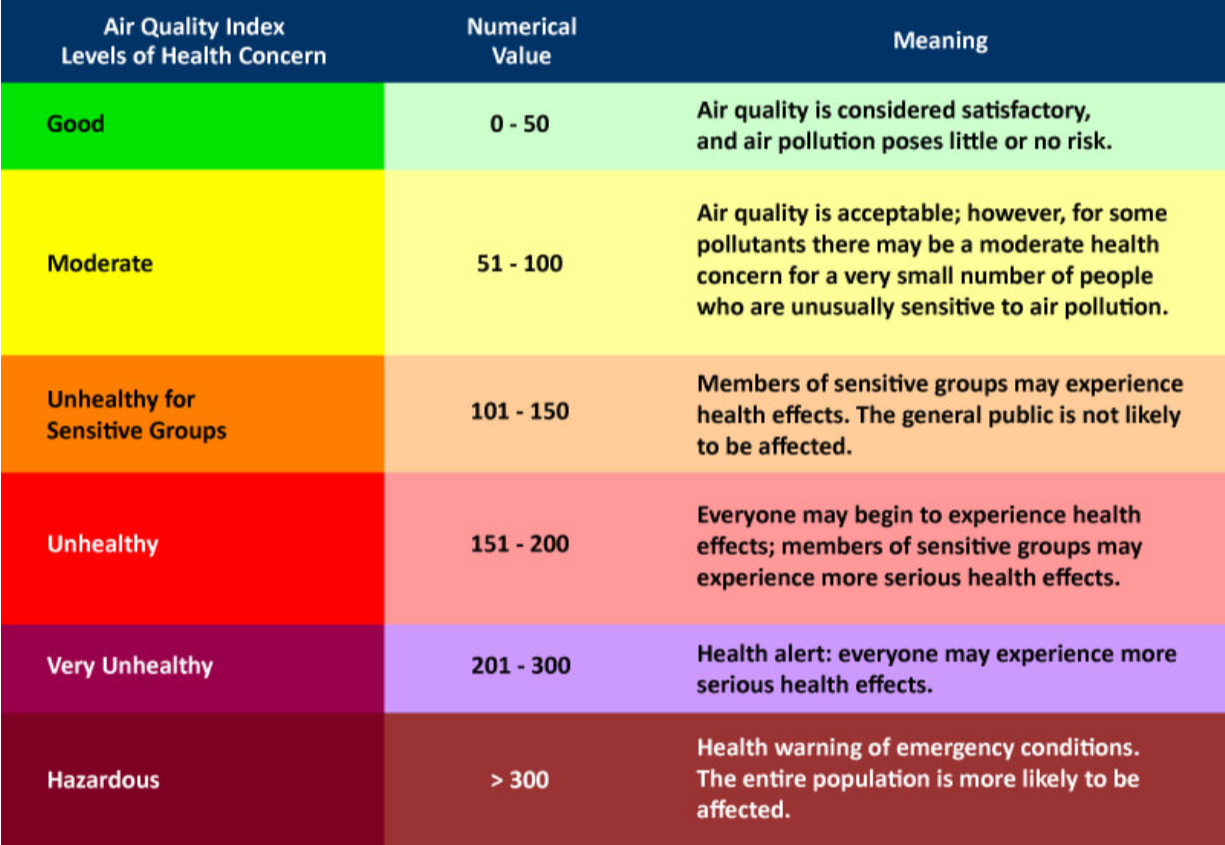 Air Quality Index
Levels of Health Concern
Numerical
Value
Meaning
Good
0 - 50
Air quality is considered satisfactory,
and air pollution poses little or no risk.
Moderate
51 - 100
Air quality is acceptable; however, for some
pollutants there may be a moderate health
concern for a very small number of people
who are unusually sensitive to air pollution.
Unhealthy for
Sensitive Groups
101 - 150
Members of sensitive groups may experience
health effects. The general public is not likely
to be affected.
Unhealthy
151 - 200
Everyone may begin to experience health
effects; members of sensitive groups may
experience more serious health effects.
Very Unhealthy
201 - 300
Health alert: everyone may experience more
serious health effects.
Hazardous
> 300
Health warning of emergency conditions.
The entire population is more likely to be
affected.